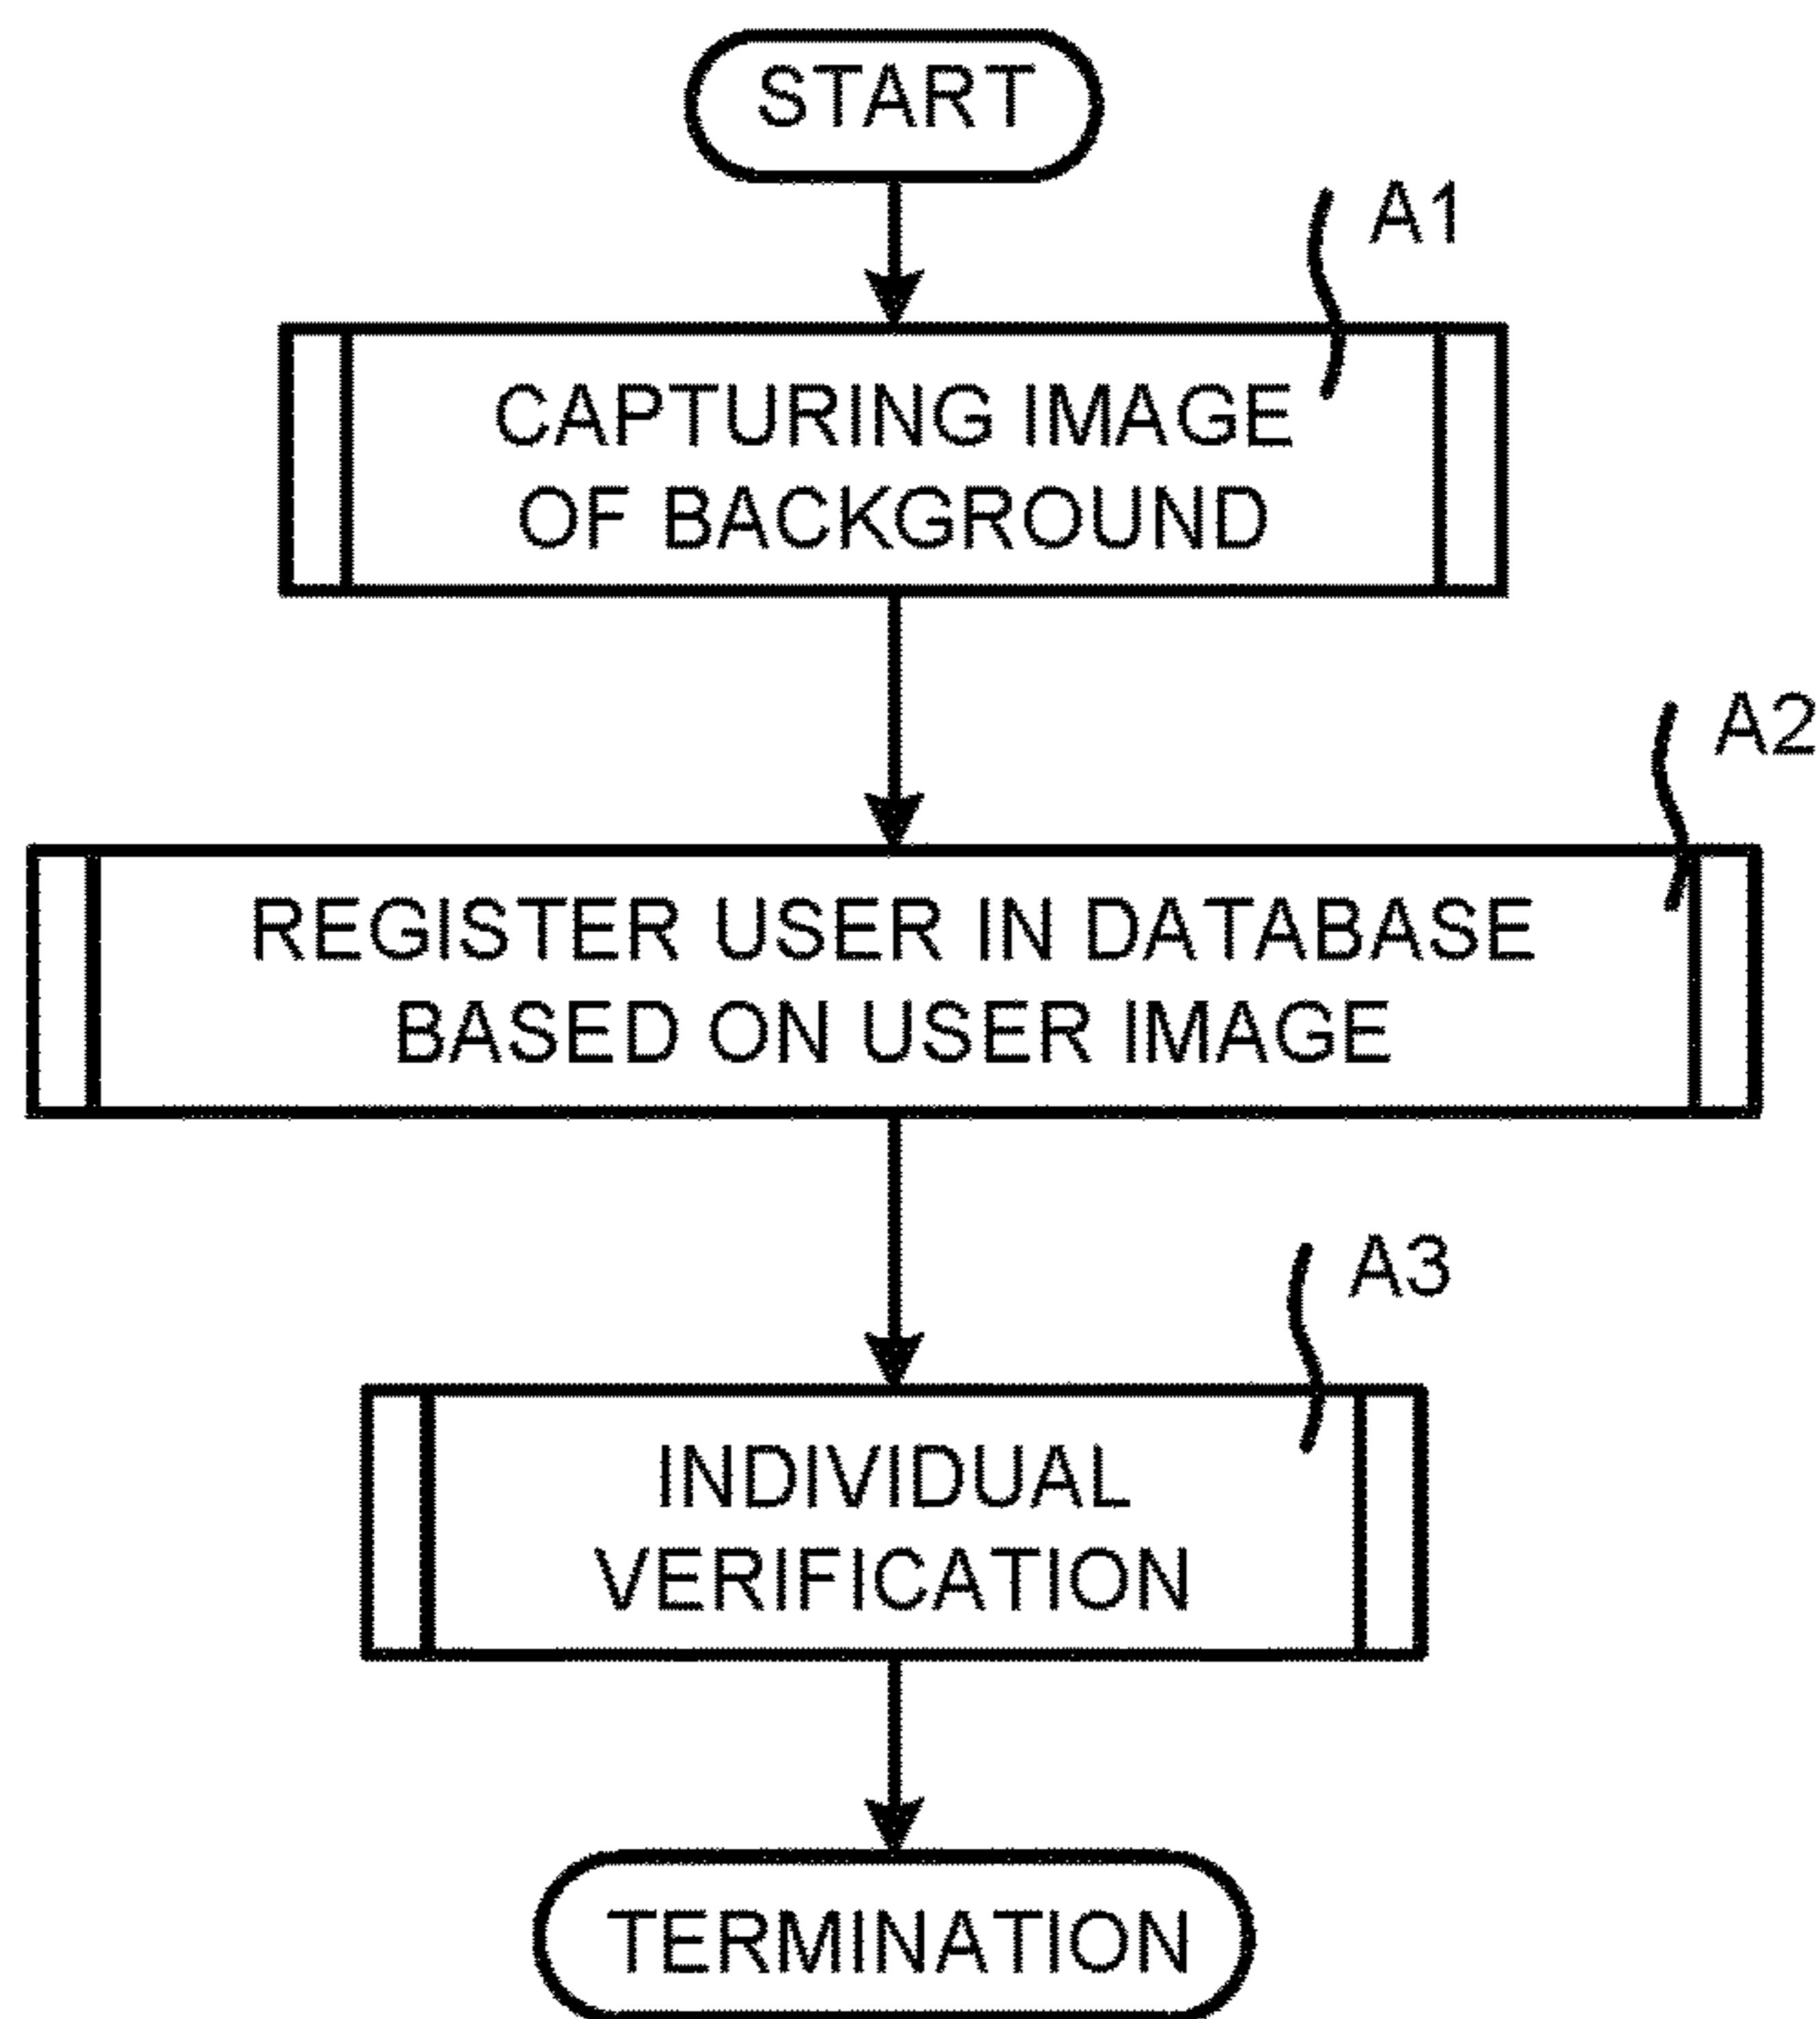 START
A1
CAPTURING IMAGE
OF BACKGROUND
A2
REGISTER USER IN DATABASE
BASED ON USER IMAGE
A3
INDIVIDUAL
VERIFICATION
TERMINATION